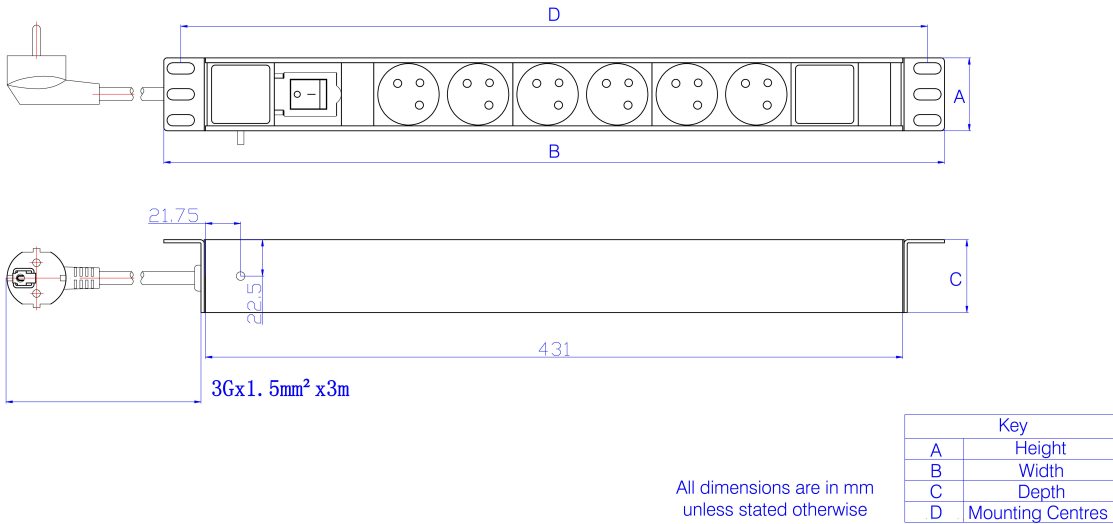 D
A
B
21.75
22.5
C
431
3Gx1.5mm² x3m
Key
A Height
B Width
C Depth
D Mounting Centres
All dimensions are in mm
unless stated otherwise